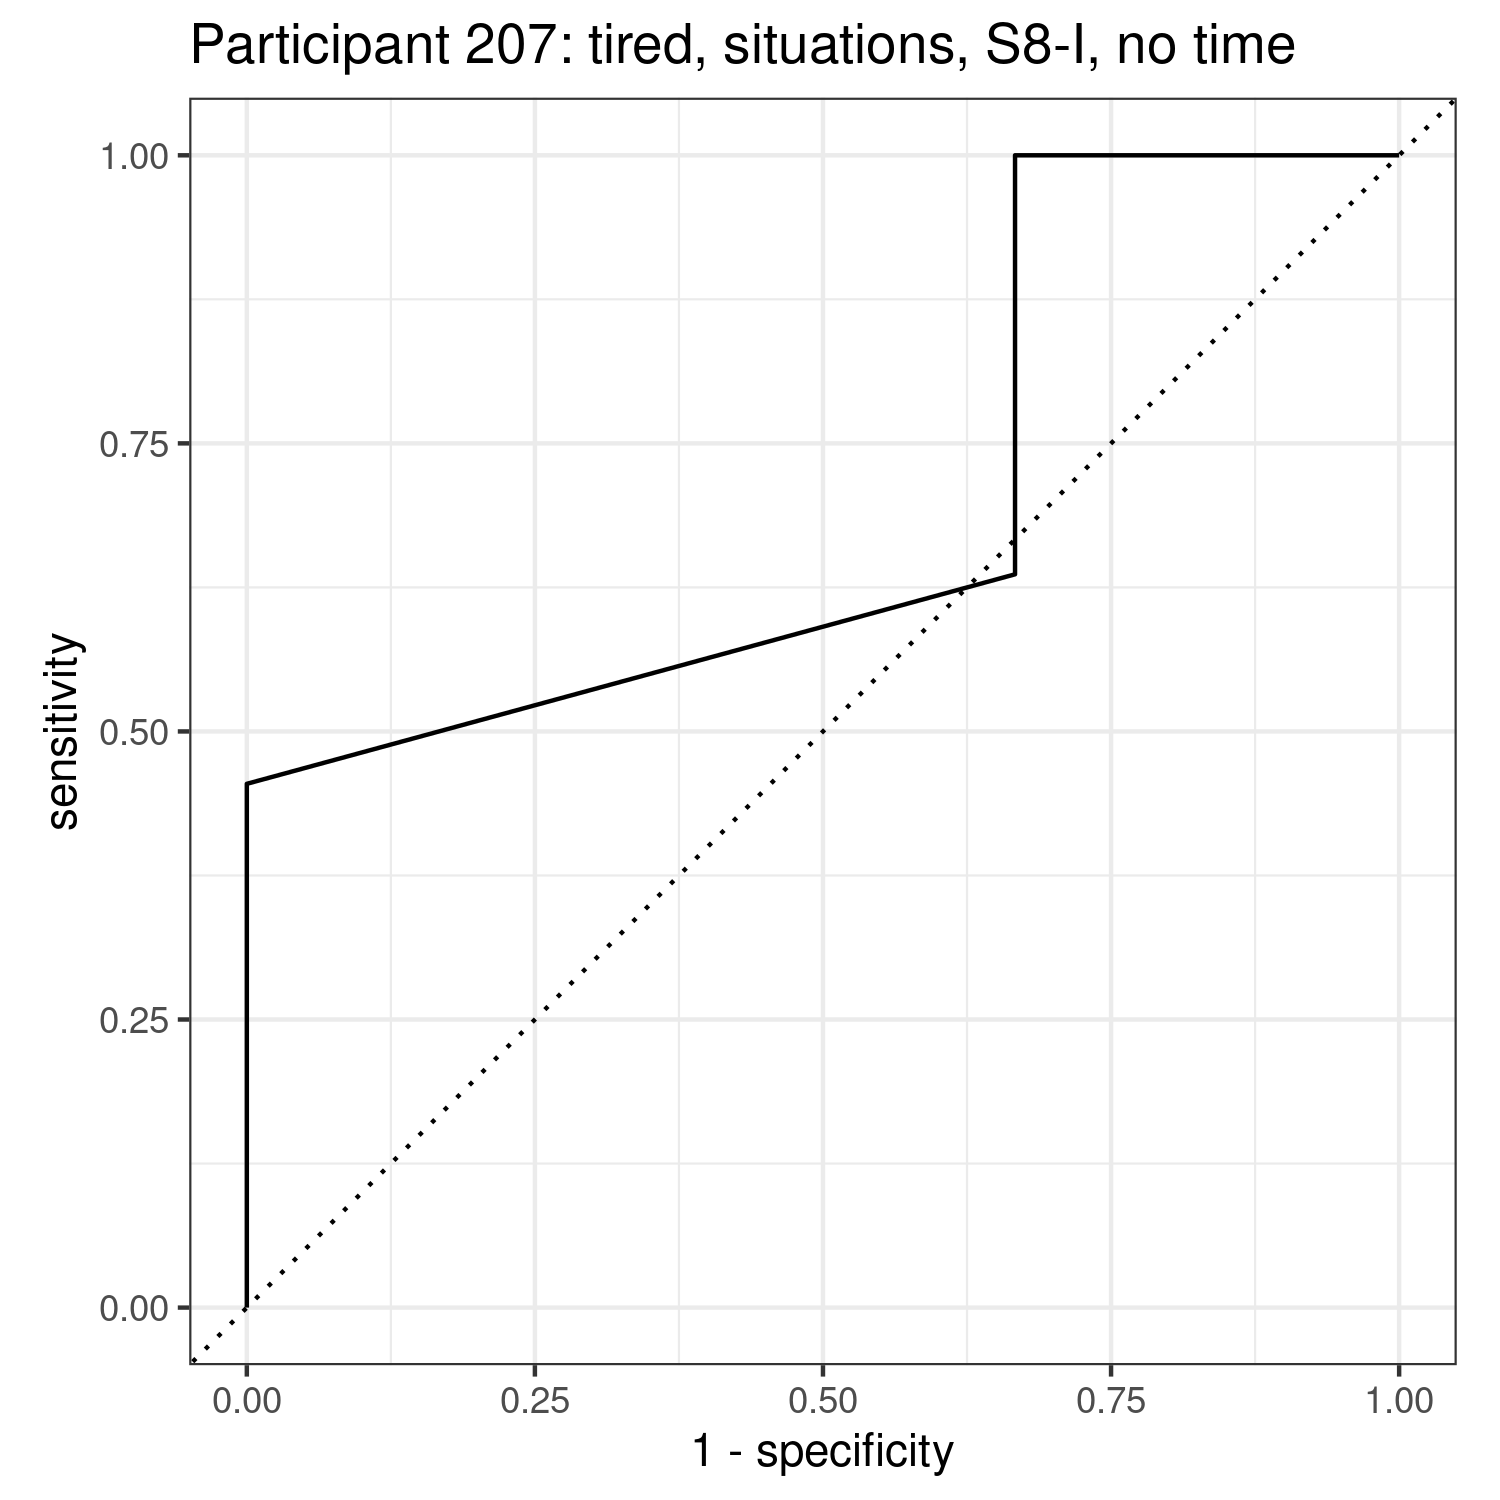 Participant 207: tired, situations, S8-I, no time
1.00
0.75
0.50
0.25
0.00
sensitivity
0.00 0.25 0.50 0.75 1.00
1 - specificity